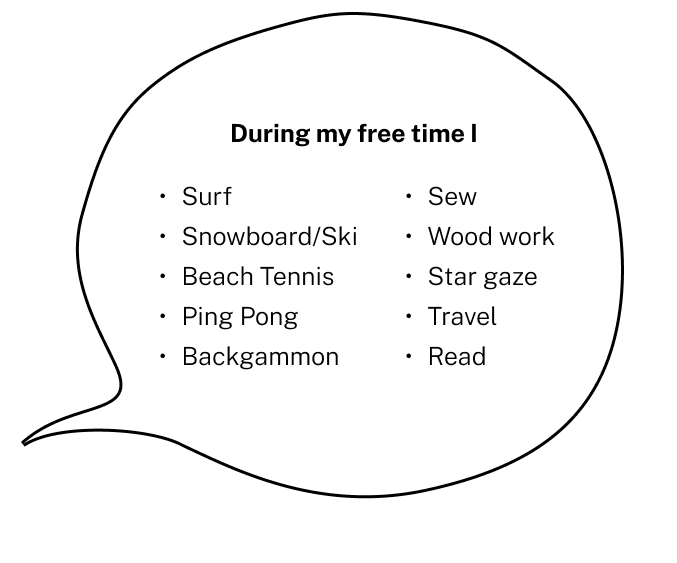 During my free time I
• Surf
• Snowboard/Ski
• Beach Tennis
• Ping Pong
• Backgammon
• Sew
• Wood work
• Star gaze
• Travel
• Read